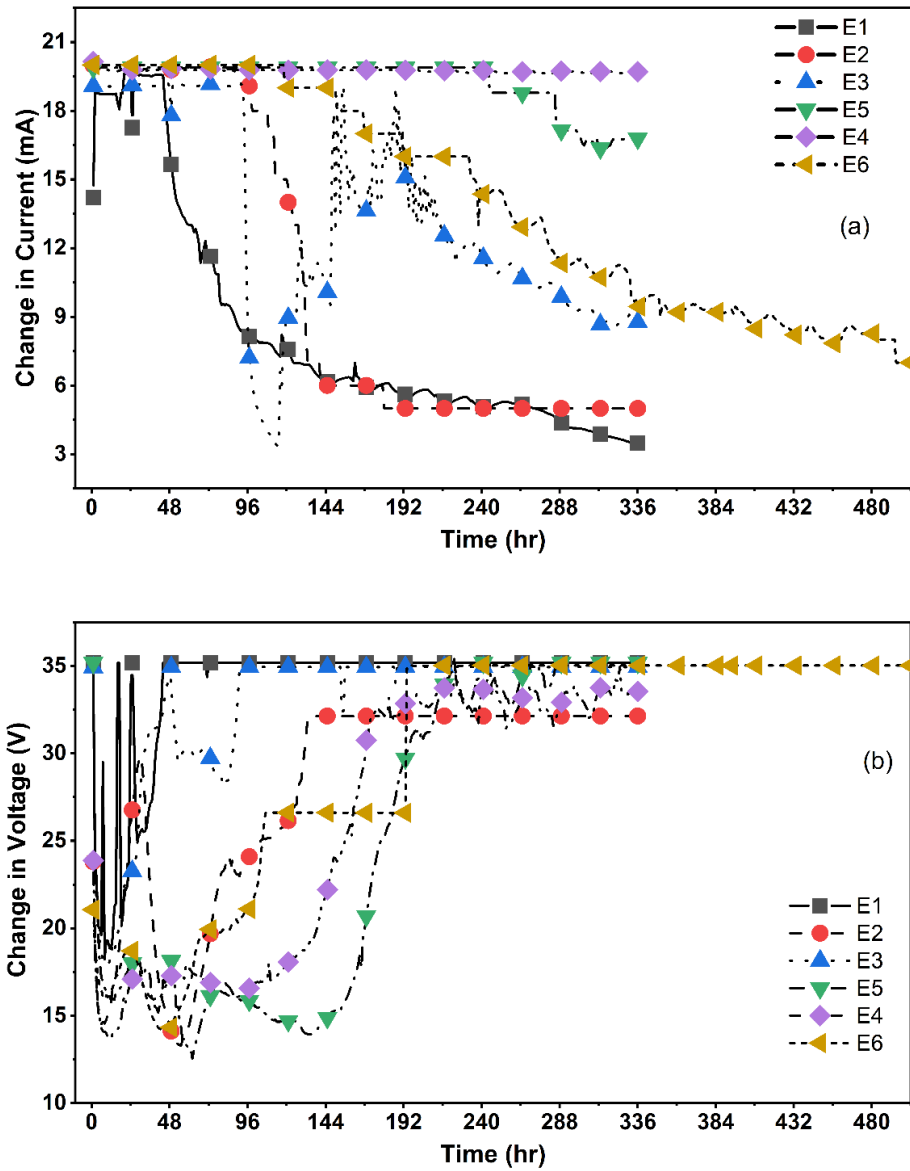 21
18
15
12
9
6
3
Change in Current (mA)
E1
E2
E3
E5
E4
E6
(a)
0 48 96 144 192 240 288 336 384 432 480
Time (hr)
35
30
25
20
15
10
Change in Voltage (V)
(b)
E1
E2
E3
E5
E4
E6
0 48 96 144 192 240 288 336 384 432 480
Time (hr)